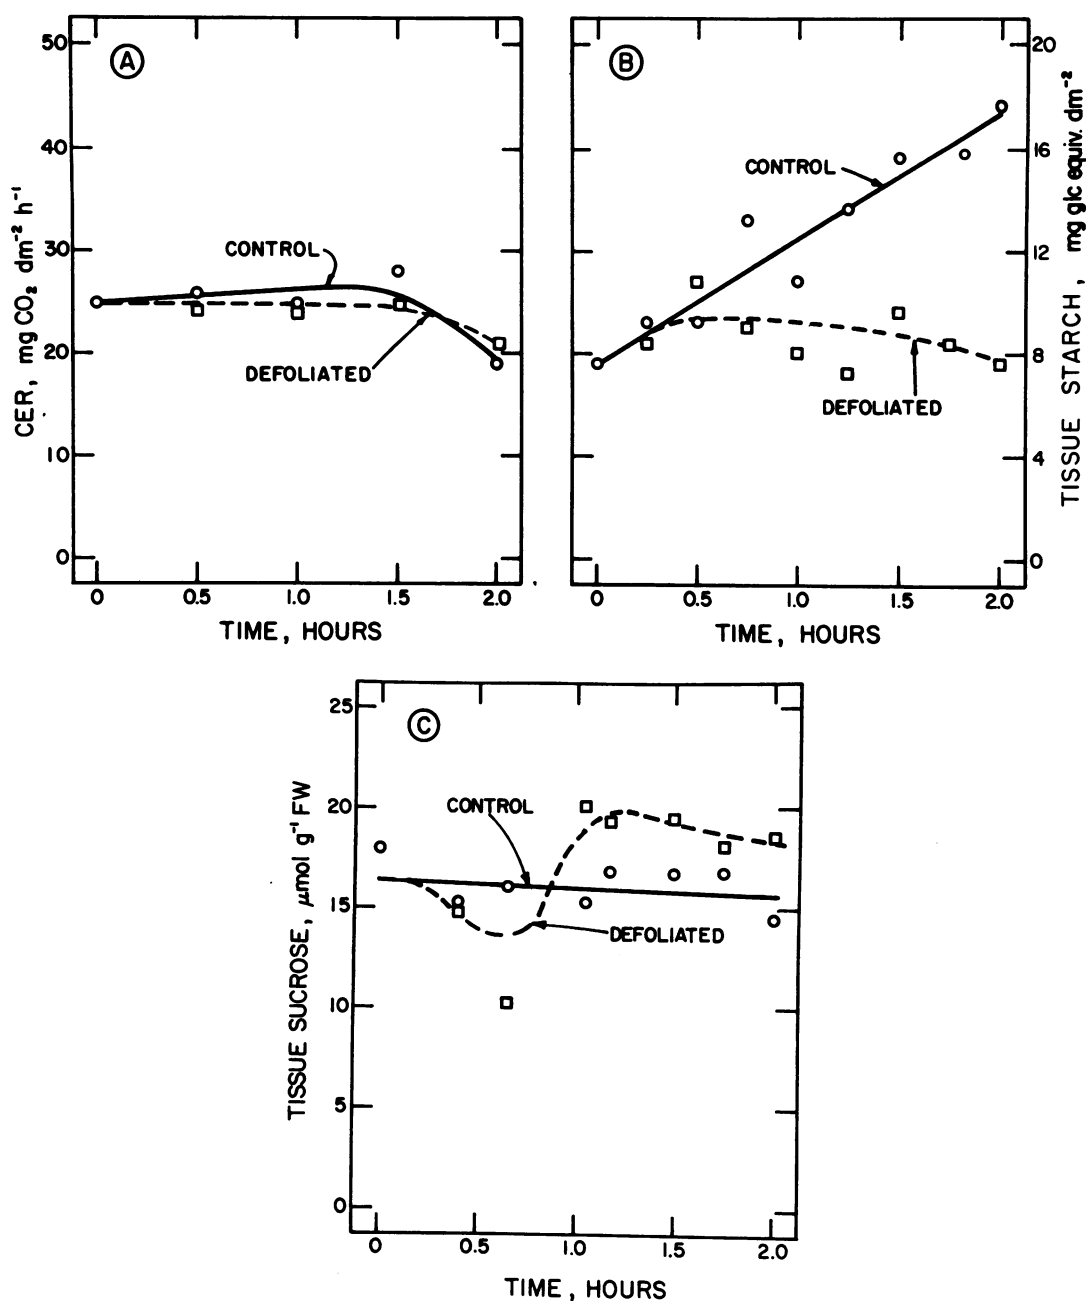 A
50
40
30
20
10
0
CER, mg CO₂ dm⁻² h⁻¹
CONTROL
DEFOLIATED
0 0.5 1.0 1.5 2.0
TIME, HOURS
B
20
16
12
8
4
0
TISSUE STARCH, mg glc equiv. dm⁻²
CONTROL
DEFOLIATED
0 0.5 1.0 1.5 2.0
TIME, HOURS
C
25
20
15
10
5
0
TISSUE SUCROSE, μmol g⁻¹ FW
CONTROL
DEFOLIATED
0 0.5 1.0 1.5 2.0
TIME, HOURS